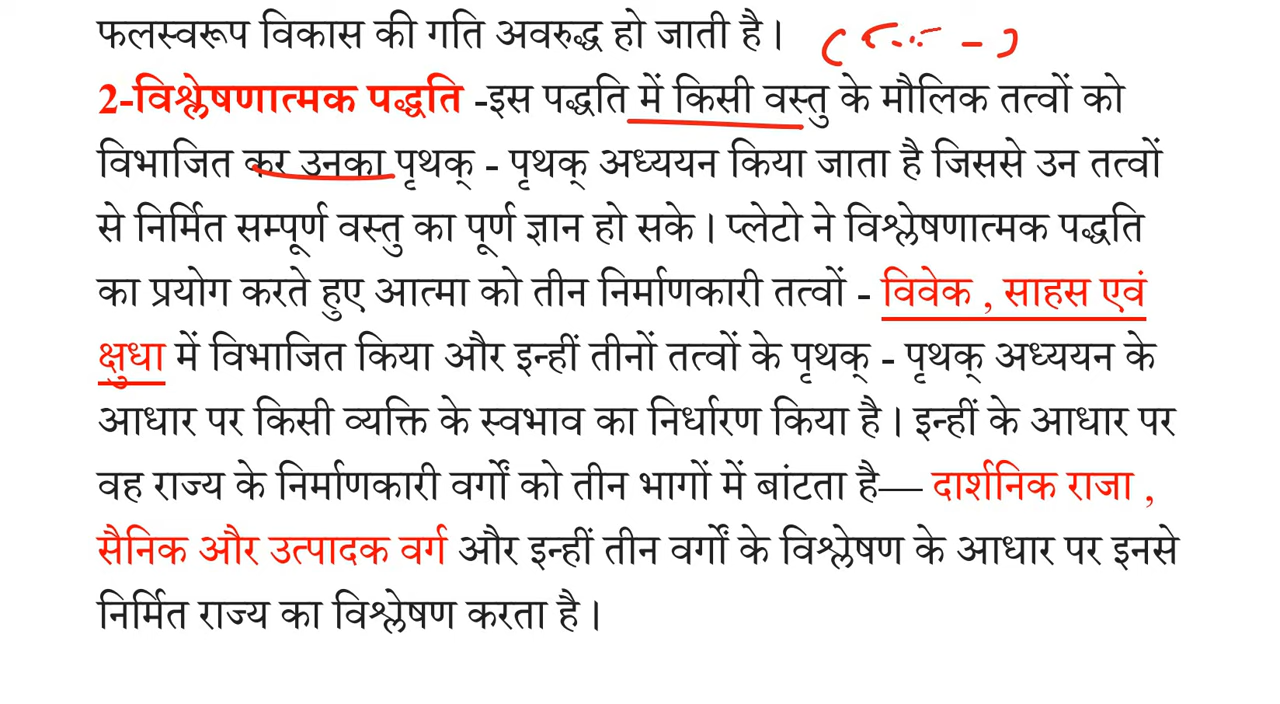 फलस्वरूप विकास की गति अवरुद्ध हो जाती है।
2-विश्लेषणात्मक पद्धति -इस पद्धति में किसी वस्तु के मौलिक तत्वों को
विभाजित कर उनका पृथक् - पृथक् अध्ययन किया जाता है जिससे उन तत्वों
से निर्मित सम्पूर्ण वस्तु का पूर्ण ज्ञान हो सके। प्लेटो ने विश्लेषणात्मक पद्धति
का प्रयोग करते हुए आत्मा को तीन निर्माणकारी तत्वों - विवेक , साहस एवं
क्षुधा में विभाजित किया और इन्हीं तीनों तत्वों के पृथक् - पृथक् अध्ययन के
आधार पर किसी व्यक्ति के स्वभाव का निर्धारण किया है। इन्हीं के आधार पर
वह राज्य के निर्माणकारी वर्गों को तीन भागों में बांटता है— दार्शनिक राजा ,
सैनिक और उत्पादक वर्ग और इन्हीं तीन वर्गों के विश्लेषण के आधार पर इनसे
निर्मित राज्य का विश्लेषण करता है।